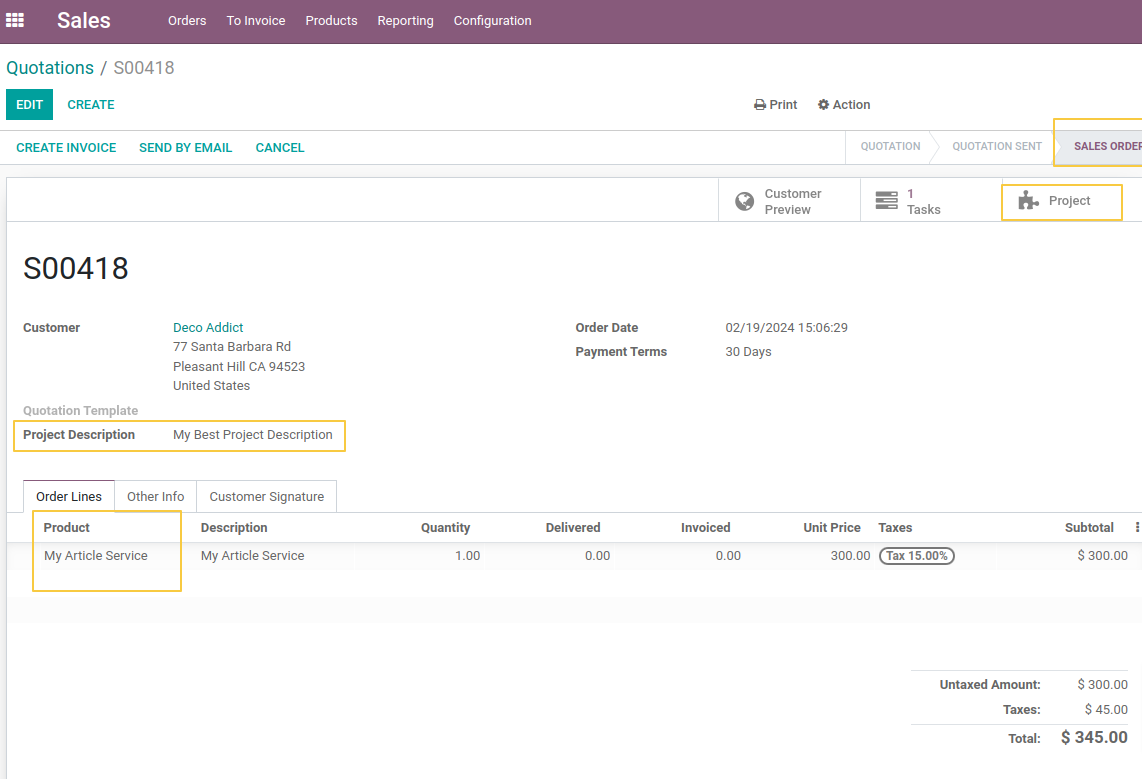 Sales Orders To Invoice Products Reporting Configuration
Quotations / S00418
EDIT CREATE Print Action
CREATE INVOICE SEND BY EMAIL CANCEL QUOTATION QUOTATION SENT SALES ORDER
Customer Preview 1 Tasks Project
S00418
Customer Deco Addict Order Date 02/19/2024 15:06:29
77 Santa Barbara Rd Payment Terms 30 Days
Pleasant Hill CA 94523
United States
Quotation Template
Project Description My Best Project Description
Order Lines Other Info Customer Signature
Product Description Quantity Delivered Invoiced Unit Price Taxes Subtotal
My Article Service My Article Service 1.00 0.00 0.00 300.00 Tax 15.00% $ 300.00
Untaxed Amount: $ 300.00
Taxes: $ 45.00
Total: $ 345.00